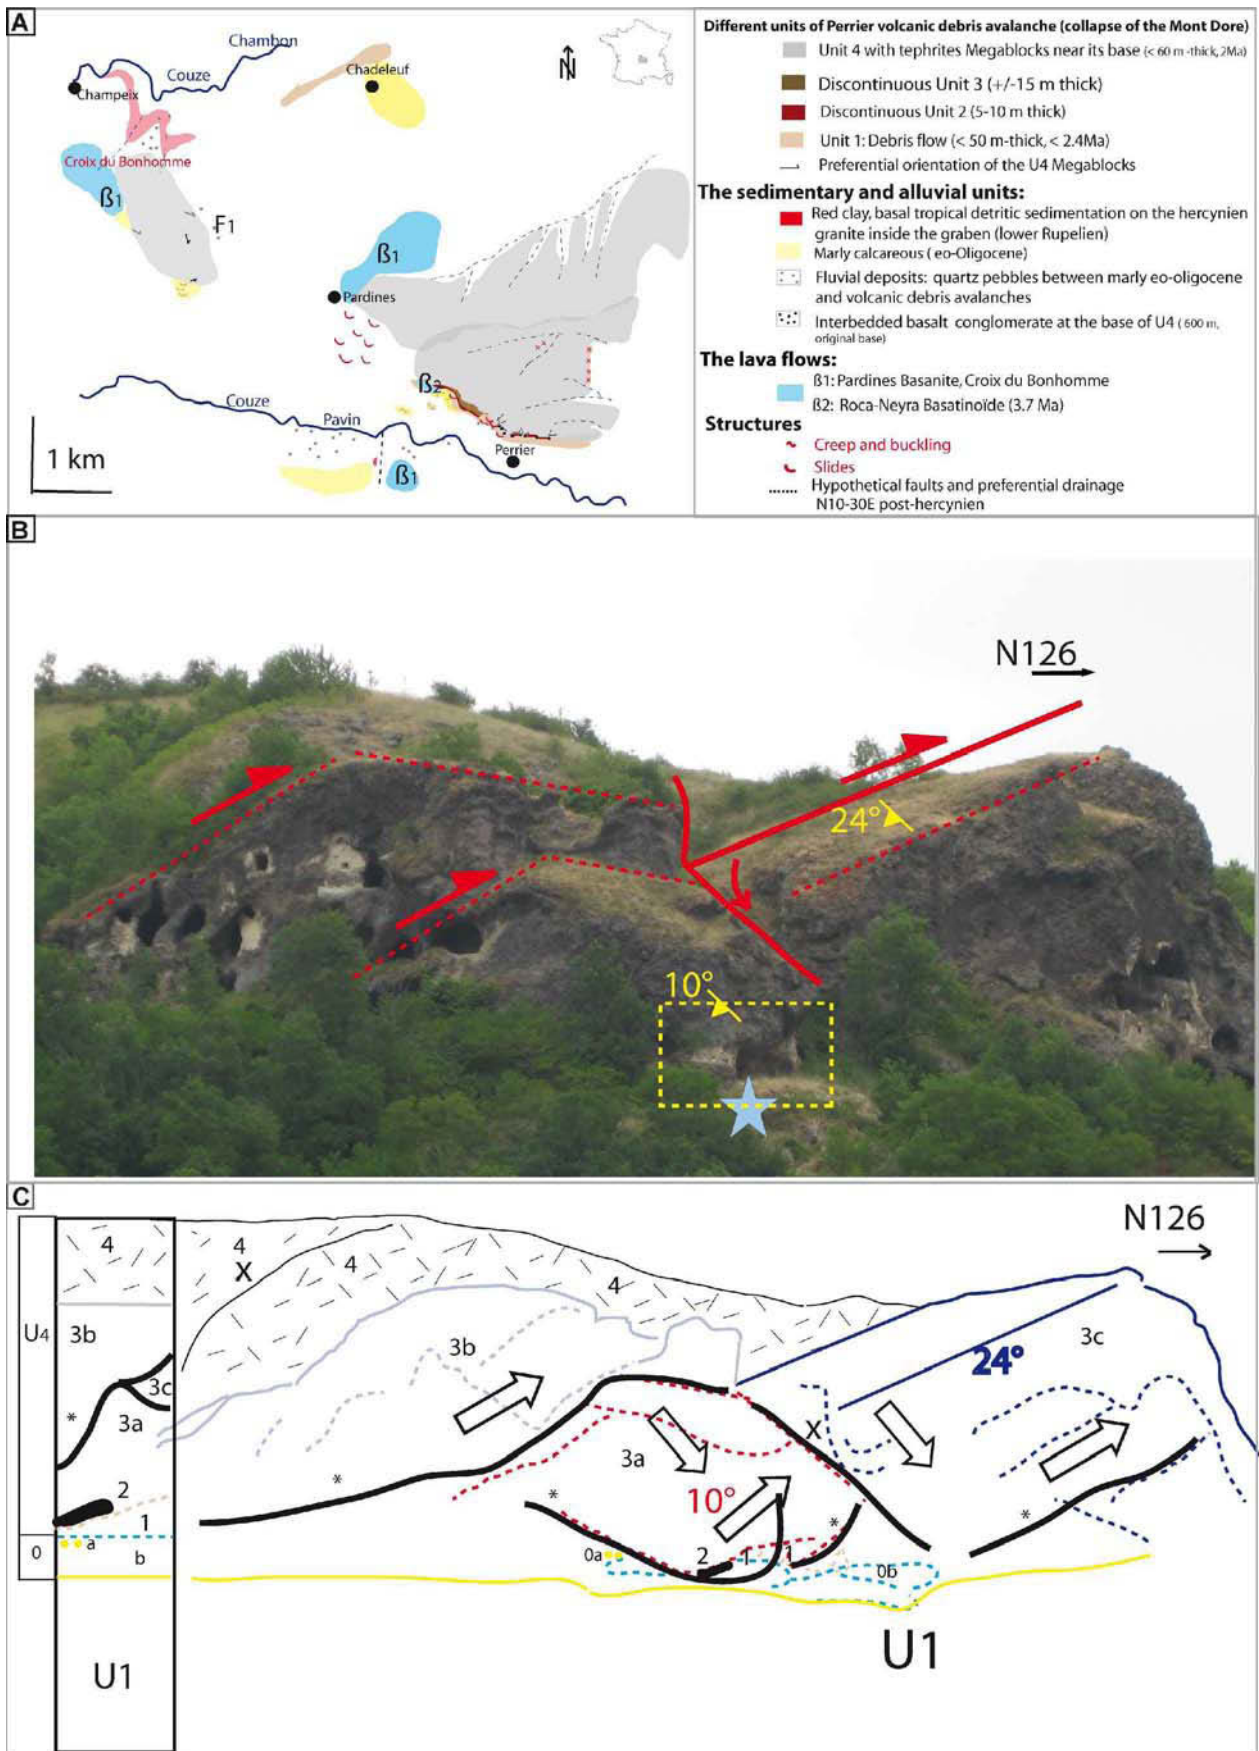 A
Chambon
Couze
Champeix
Chadeleuf
N
Croix du Bonhomme
ß1
F1
ß1
Pardines
ß2
Couze
Pavin
Perrier
ß1
1 km
Different units of Perrier volcanic debris avalanche (collapse of the Mont Dore)
Unit 4 with tephrites Megablocks near its base (< 60 m -thick, 2Ma)
Discontinuous Unit 3 (+/-15 m thick)
Discontinuous Unit 2 (5-10 m thick)
Unit 1: Debris flow (< 50 m-thick, < 2.4Ma)
Preferential orientation of the U4 Megablocks
The sedimentary and alluvial units:
Red clay, basal tropical detritic sedimentation on the hercynien
granite inside the graben (lower Rupelien)
Marly calcareous ( eo-Oligocene)
Fluvial deposits: quartz pebbles between marly eo-oligocene
and volcanic debris avalanches
Interbedded basalt conglomerate at the base of U4 ( 600 m,
original base)
The lava flows:
ß1: Pardines Basanite, Croix du Bonhomme
ß2: Roca-Neyra Basatinoïde (3.7 Ma)
Structures
Creep and buckling
Slides
Hypothetical faults and preferential drainage
N10-30E post-hercynien
B
N126
24°
10°
C
N126
4
4
X
4
4
U4
3b
3b
3c
24°
3c
3a
*
X
3a
10°
*
*
*
*
2
1
0
a
b
0a
2
1
1
0b
U1
U1